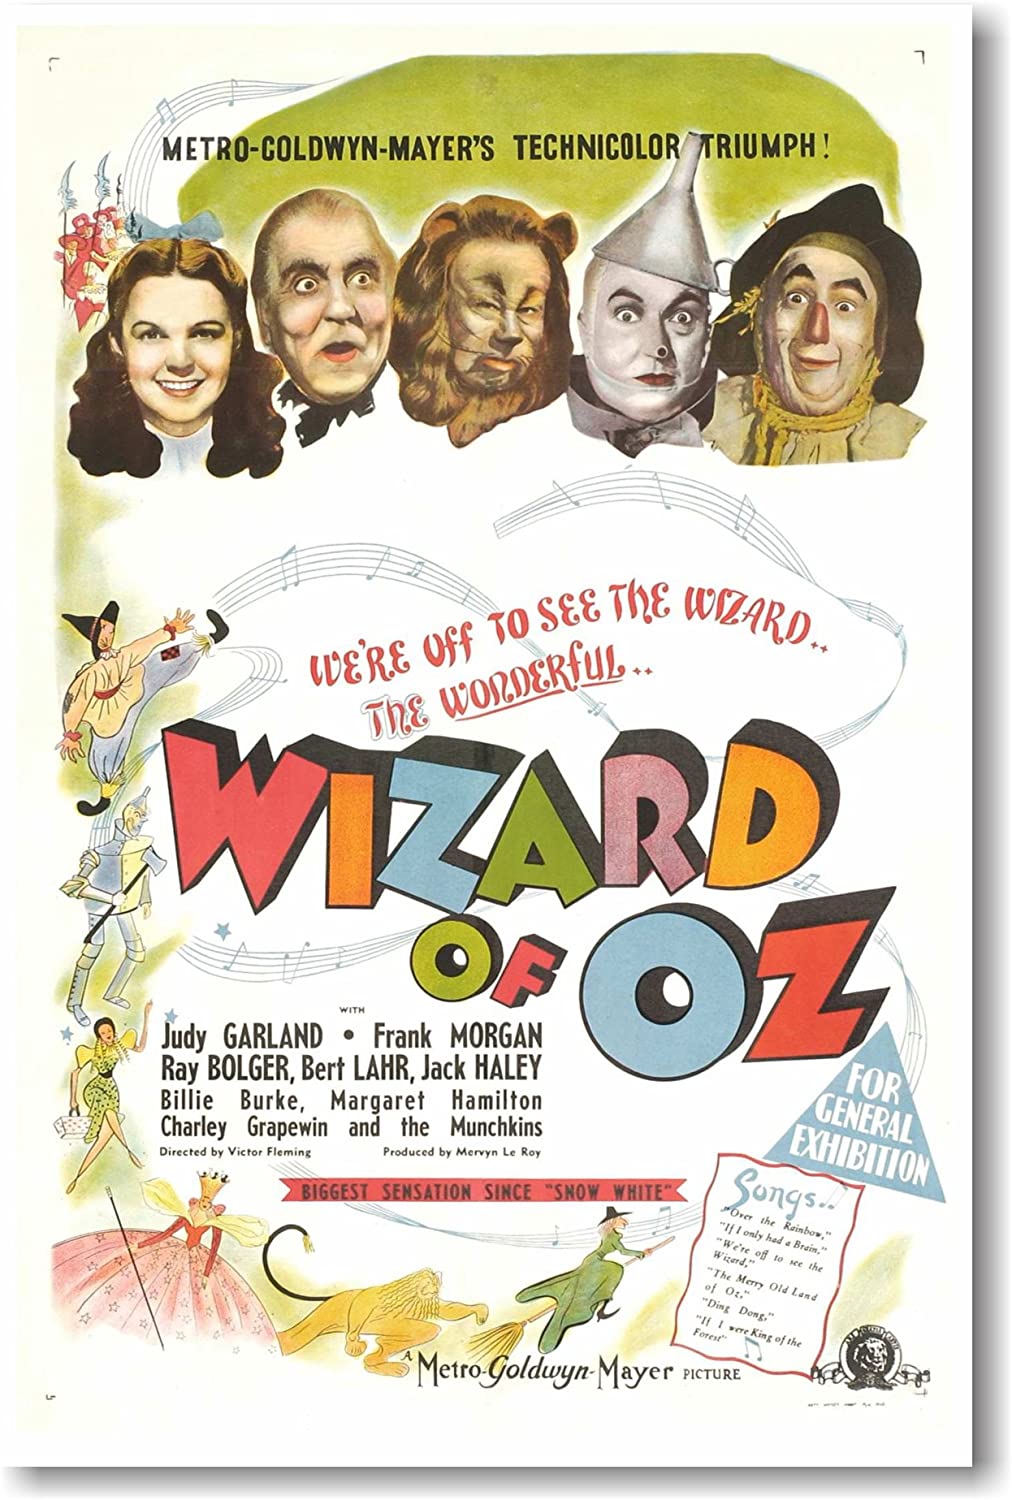 METRO-GOLDWYN-MAYER'S TECHNICOLOR TRIUMPH!
WE'RE OFF TO SEE THE WIZARD..
THE WONDERFUL..
WIZARD
OF OZ
WITH
Judy GARLAND • Frank MORGAN
Ray BOLGER, Bert LAHR, Jack HALEY
Billie Burke, Margaret Hamilton
Charley Grapewin and the Munchkins
Directed by Victor Fleming Produced by Mervyn Le Roy
BIGGEST SENSATION SINCE "SNOW WHITE"
FOR
GENERAL
EXHIBITION
Songs..
"Over the Rainbow,"
"If I only had a Brain,"
"We're off to see the
Wizard,"
"The Merry Old Land
of Oz,"
"Ding Dong,"
"If I were King of the
Forest"
A Metro-Goldwyn-Mayer PICTURE